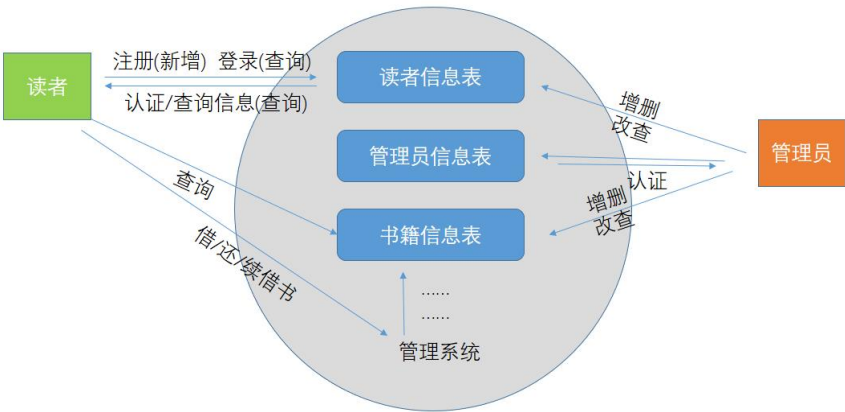 注册(新增) 登录(查询)
读者
认证/查询信息(查询)
读者信息表
增删
改查
管理员信息表
管理员
认证
查询
书籍信息表
增删
改查
借/还/续借书
......
......
管理系统